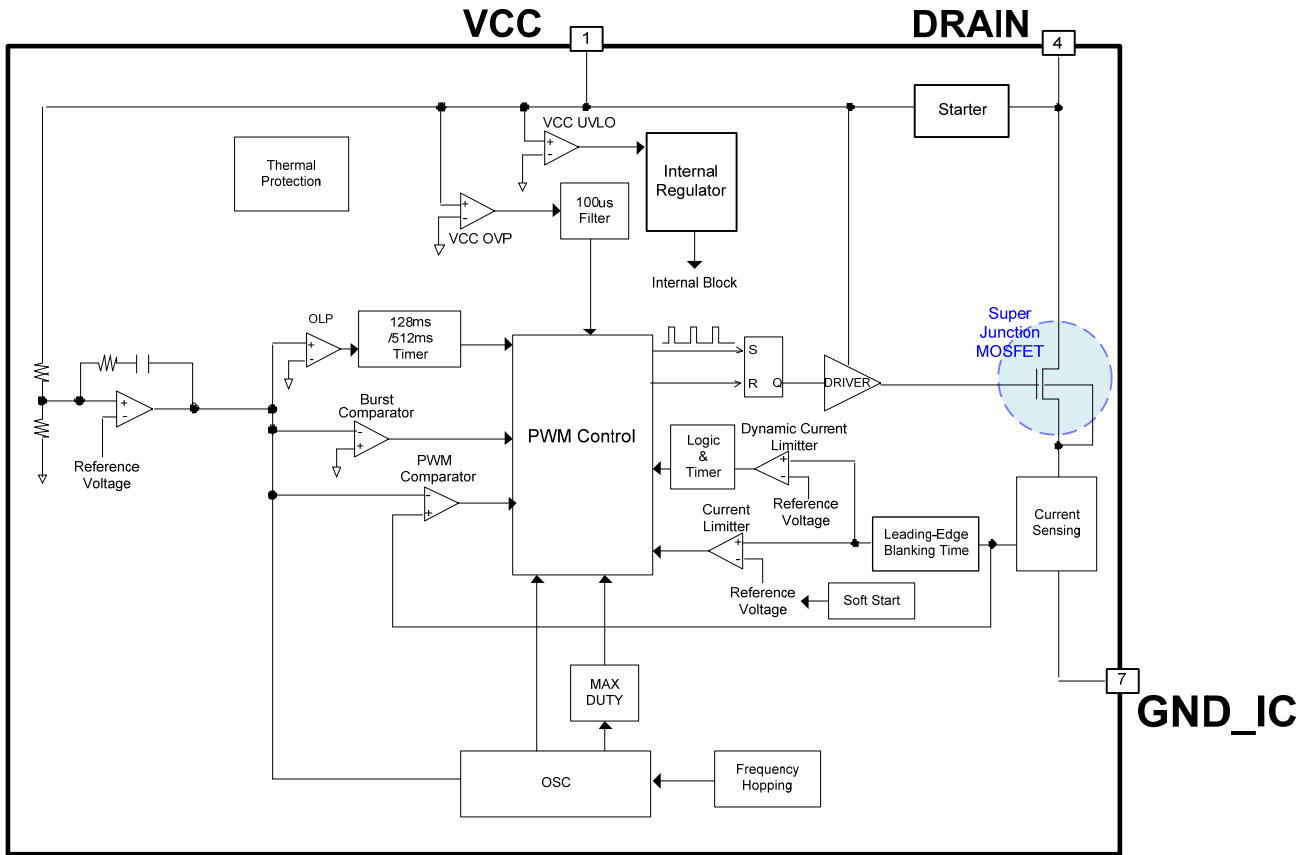 VCC
DRAIN
1
4
Starter
VCC UVLO
+
-
Thermal
Protection
Internal
Regulator
100us
Filter
+
-
VCC OVP
Internal Block
OLP
128ms
/512ms
Timer
+
-
Super
Junction
MOSFET
S
R
Q
DRIVER
+
-
Reference
Voltage
Burst
Comparator
-
+
PWM Control
PWM
Comparator
-
+
Dynamic Current
Limitter
Logic
&
Timer
+
-
Reference
Voltage
Current
Limitter
+
-
Leading-Edge
Blanking Time
Current
Sensing
Reference
Voltage
Soft Start
MAX
DUTY
7
GND_IC
OSC
Frequency
Hopping